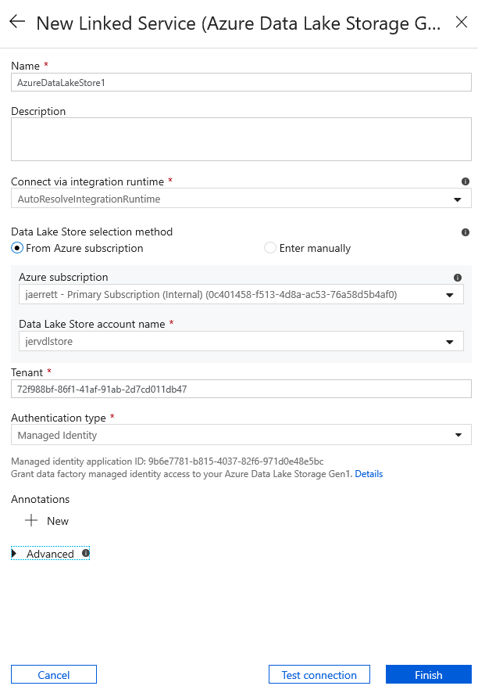 New Linked Service (Azure Data Lake Storage G...
Name *
AzureDataLakeStore1
Description
Connect via integration runtime *
AutoResolveIntegrationRuntime
Data Lake Store selection method
From Azure subscription Enter manually
Azure subscription
jaerrett - Primary Subscription (Internal) (0c401458-f513-4d8a-ac53-76a58d5b4af0)
Data Lake Store account name *
jervdlstore
Tenant *
72f988bf-86f1-41af-91ab-2d7cd011db47
Authentication type *
Managed Identity
Managed identity application ID: 9b6e7781-b815-4037-82f6-971d0e48e5bc
Grant data factory managed identity access to your Azure Data Lake Storage Gen1. Details
Annotations
New
Advanced
Cancel Test connection Finish